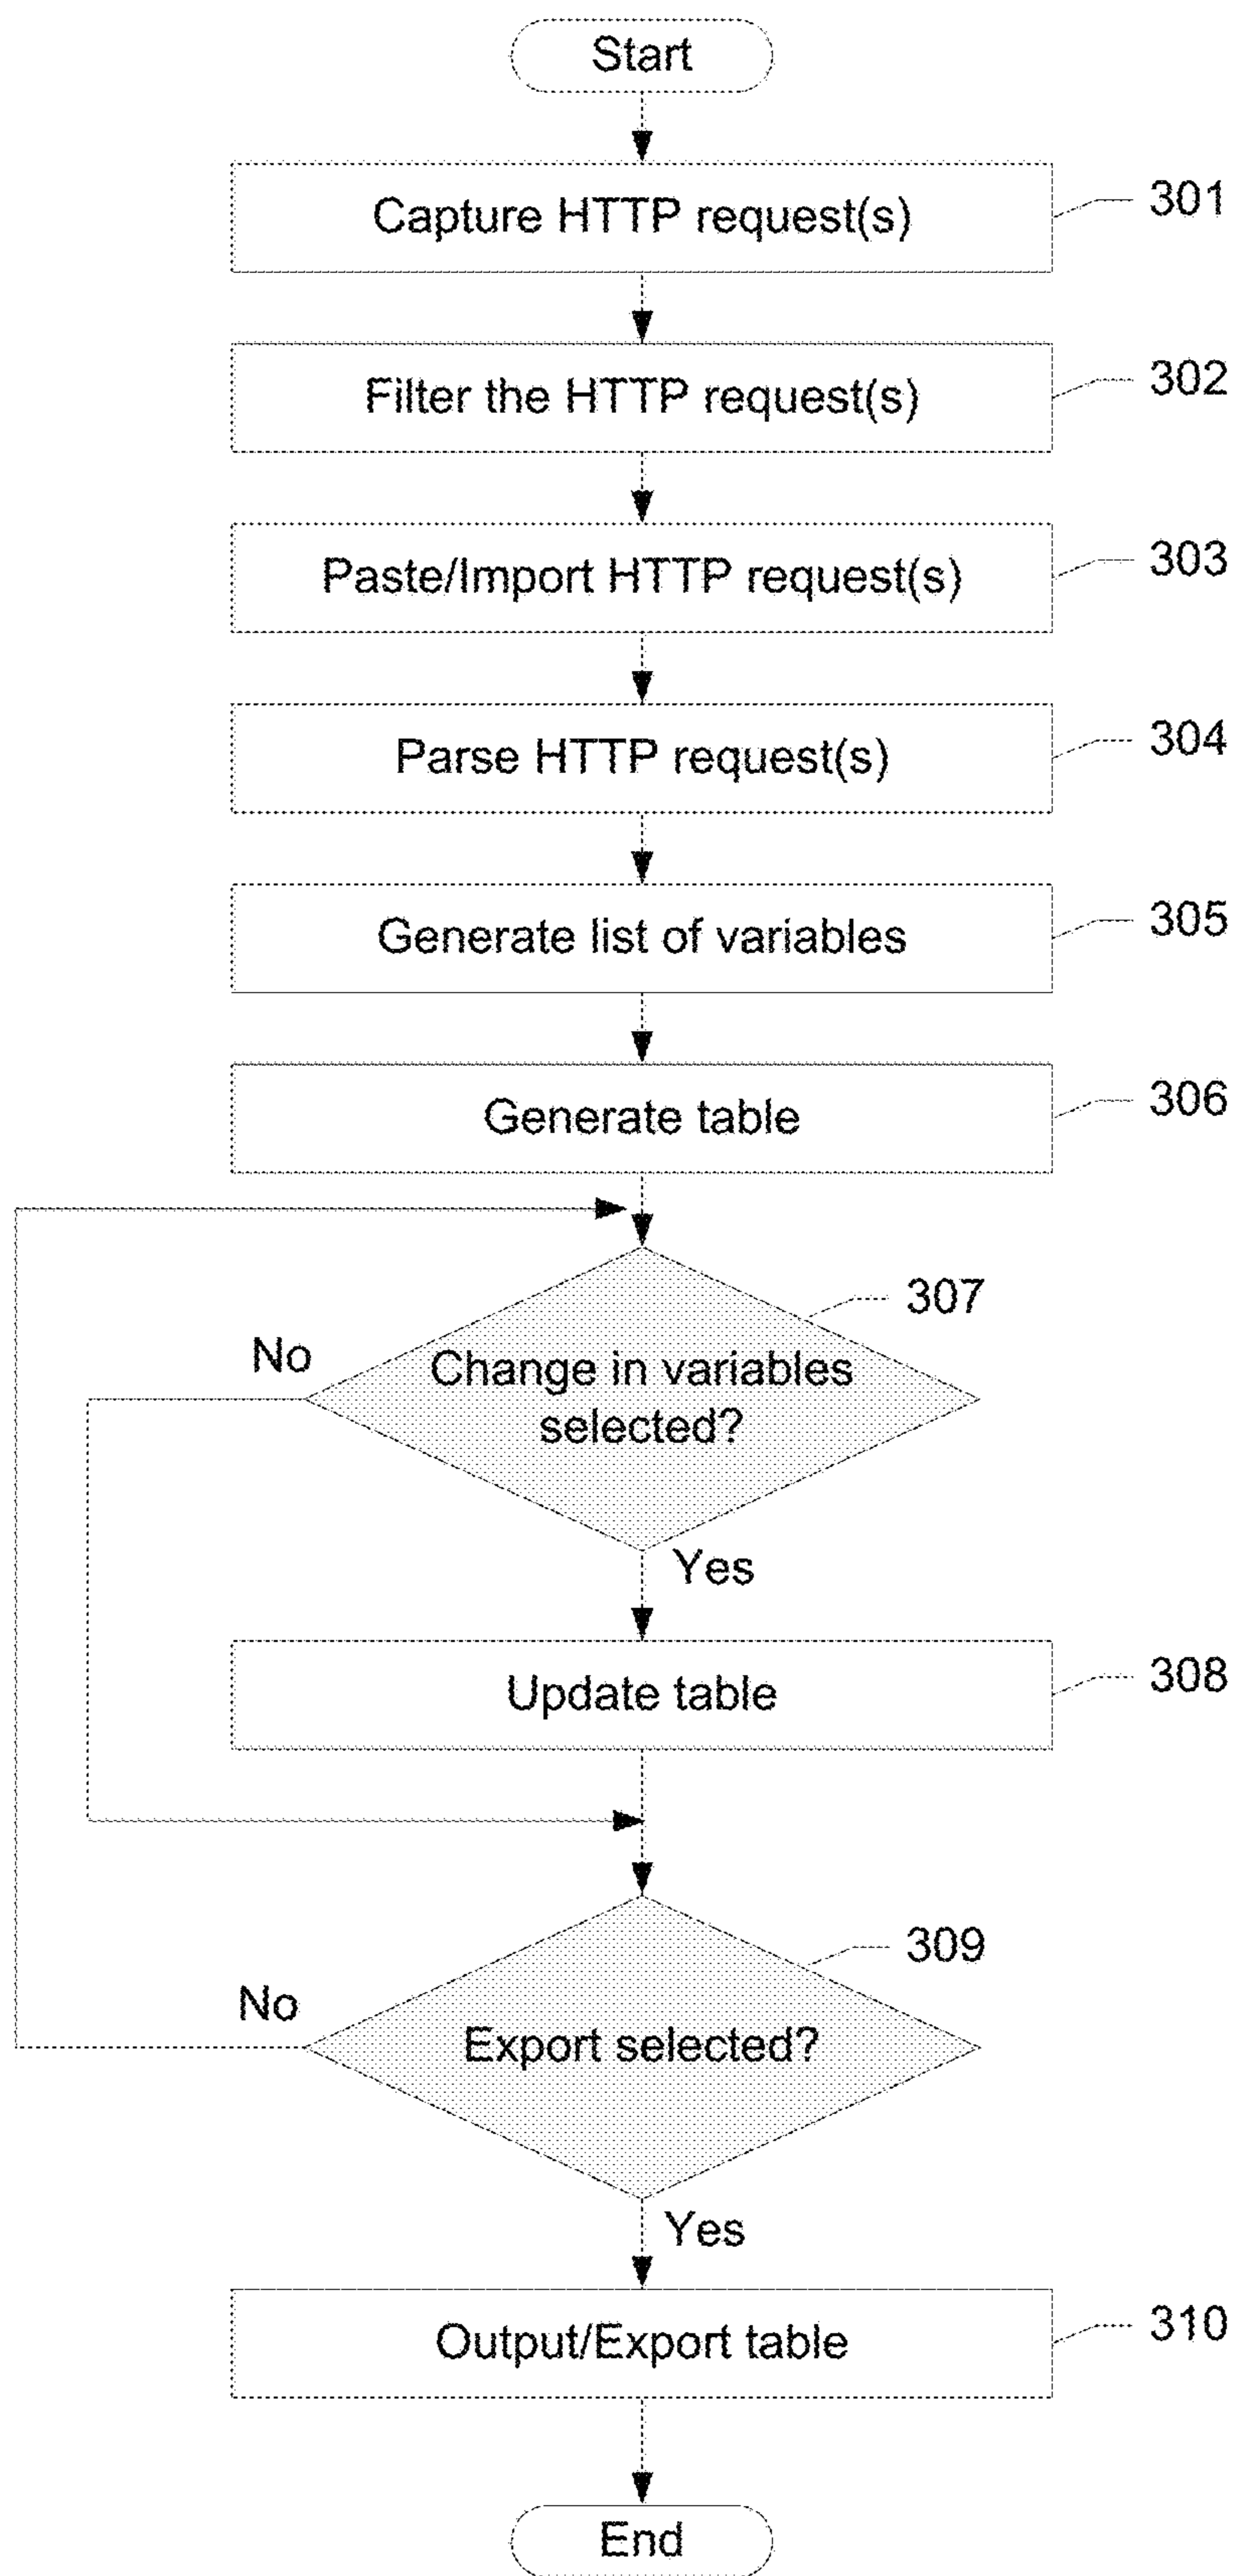 Start
Capture HTTP request(s)
301
Filter the HTTP request(s)
302
Paste/Import HTTP request(s)
303
Parse HTTP request(s)
304
Generate list of variables
305
Generate table
306
307
No
Change in variables
selected?
Yes
Update table
308
309
No
Export selected?
Yes
Output/Export table
310
End